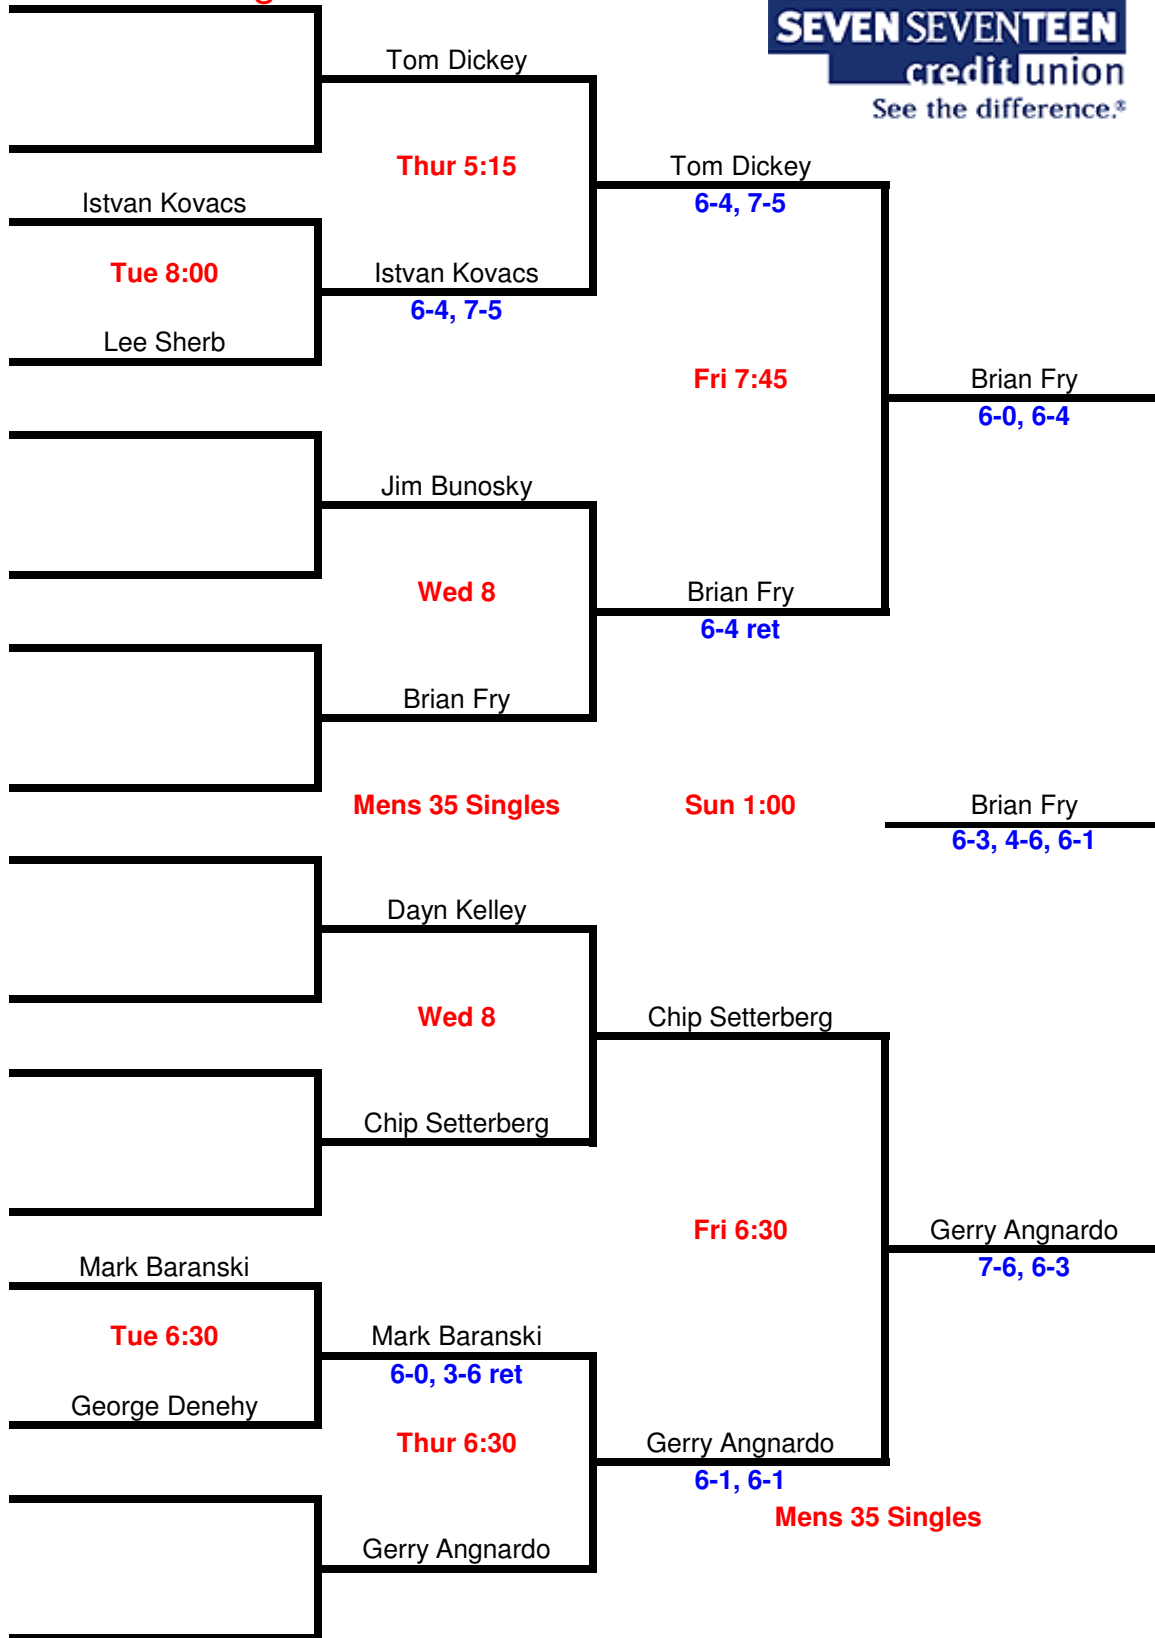 SEVEN SEVENTEEN
credit union
See the difference.®
Tom Dickey
Thur 5:15
Tom Dickey
6-4, 7-5
Istvan Kovacs
Tue 8:00
Istvan Kovacs
6-4, 7-5
Lee Sherb
Fri 7:45
Brian Fry
6-0, 6-4
Jim Bunosky
Wed 8
Brian Fry
6-4 ret
Brian Fry
Mens 35 Singles
Sun 1:00
Brian Fry
6-3, 4-6, 6-1
Dayn Kelley
Wed 8
Chip Setterberg
Chip Setterberg
Fri 6:30
Gerry Angnardo
7-6, 6-3
Mark Baranski
Tue 6:30
Mark Baranski
6-0, 3-6 ret
George Denehy
Thur 6:30
Gerry Angnardo
6-1, 6-1
Mens 35 Singles
Gerry Angnardo